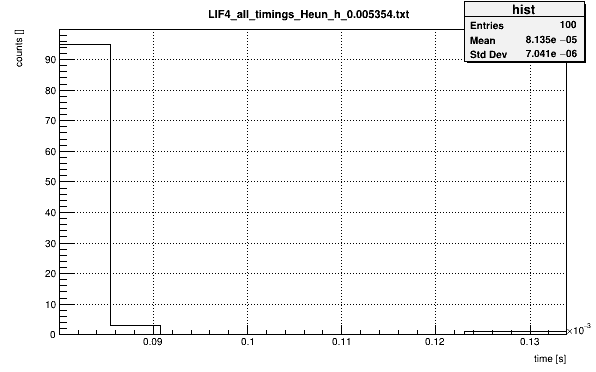 LIF4_all_timings_Heun_h_0.005354.txt
hist
Entries 100
Mean 8.135e −05
Std Dev 7.041e −06
counts []
90
80
70
60
50
40
30
20
10
0
0.09 0.1 0.11 0.12 0.13
×10⁻³
time [s]